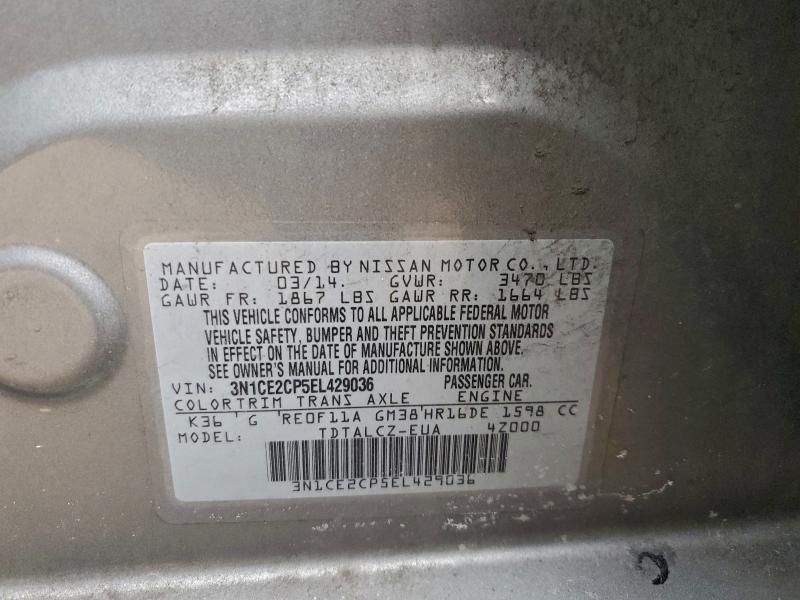 MANUFACTURED BY NISSAN MOTOR CO., LTD.
DATE: 03/14. GVWR: 3470 LBS
GAWR FR: 1867 LBS GAWR RR: 1664 LBS
THIS VEHICLE CONFORMS TO ALL APPLICABLE FEDERAL MOTOR
VEHICLE SAFETY, BUMPER AND THEFT PREVENTION STANDARDS
IN EFFECT ON THE DATE OF MANUFACTURE SHOWN ABOVE.
SEE OWNER'S MANUAL FOR ADDITIONAL INFORMATION.
VIN: 3N1CE2CP5EL429036 PASSENGER CAR.
COLOR TRIM TRANS AXLE ENGINE
K36 G RE0F11A GM38 HR16DE 1598 CC
MODEL: TDTALCZ-EUA 4Z000
3N1CE2CP5EL429036